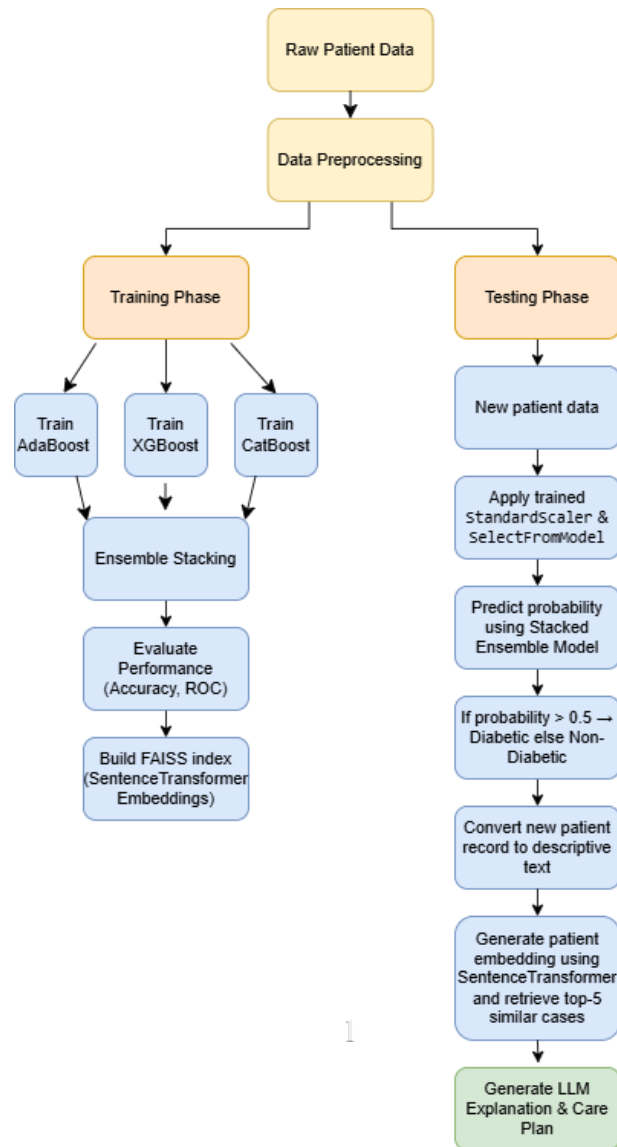 Raw Patient Data
Data Preprocessing
Training Phase
Train
AdaBoost
Train
XGBoost
Train
CatBoost
Ensemble Stacking
Evaluate
Performance
(Accuracy, ROC)
Build FAISS index
(SentenceTransformer
Embeddings)
Testing Phase
New patient data
Apply trained
StandardScaler &
SelectFromModel
Predict probability
using Stacked
Ensemble Model
If probability > 0.5 →
Diabetic else Non-
Diabetic
Convert new patient
record to descriptive
text
Generate patient
embedding using
SentenceTransformer
and retrieve top-5
similar cases
1
Generate LLM
Explanation & Care
Plan